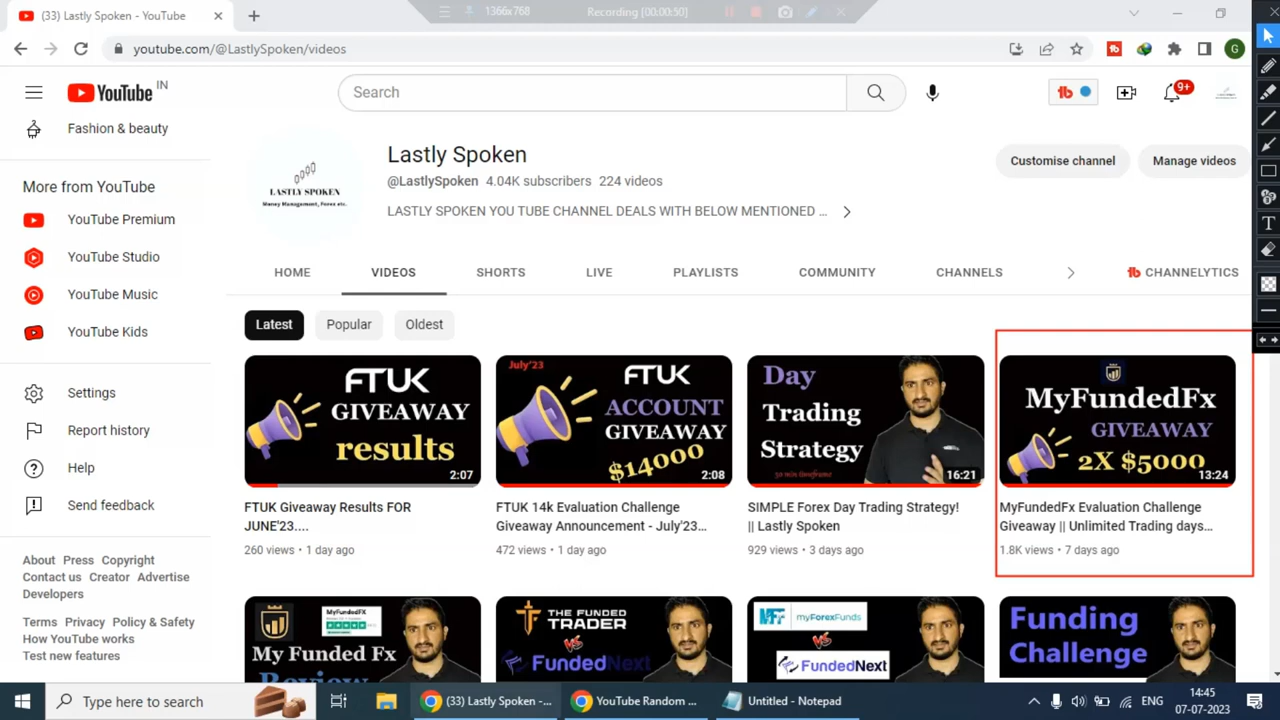 (33) Lastly Spoken - YouTube
1366x768
Recording [00:00:50]
youtube.com/@LastlySpoken/videos
G
YouTube IN
Search
9+
Fashion & beauty
More from YouTube
YouTube Premium
YouTube Studio
YouTube Music
YouTube Kids
Settings
Report history
Help
Send feedback
About Press Copyright
Contact us Creator Advertise
Developers
Terms Privacy Policy & Safety
How YouTube works
Test new features
LASTLY SPOKEN
Money Management, Forex etc.
Lastly Spoken
@LastlySpoken 4.04K subscribers 224 videos
LASTLY SPOKEN YOU TUBE CHANNEL DEALS WITH BELOW MENTIONED ...
Customise channel
Manage videos
HOME VIDEOS SHORTS LIVE PLAYLISTS COMMUNITY CHANNELS CHANNELYTICS
Latest Popular Oldest
FTUK
GIVEAWAY
results
2:07
FTUK Giveaway Results FOR
JUNE'23....
260 views • 1 day ago
July'23
FTUK
ACCOUNT
GIVEAWAY
$14000
2:08
FTUK 14k Evaluation Challenge
Giveaway Announcement - July'23...
472 views • 1 day ago
Day
Trading
Strategy
30 min timeframe
16:21
SIMPLE Forex Day Trading Strategy!
|| Lastly Spoken
929 views • 3 days ago
MyFundedFx
GIVEAWAY
2X $5000
13:24
MyFundedFx Evaluation Challenge
Giveaway || Unlimited Trading days...
1.8K views • 7 days ago
MyFundedFX
My Funded Fx
Review
THE FUNDED
TRADER
VS
FundedNext
MFF myForexFunds
VS
FundedNext
Funding
Challenge
T
Type here to search
(33) Lastly Spoken -...
YouTube Random ...
Untitled - Notepad
ENG
14:45
07-07-2023